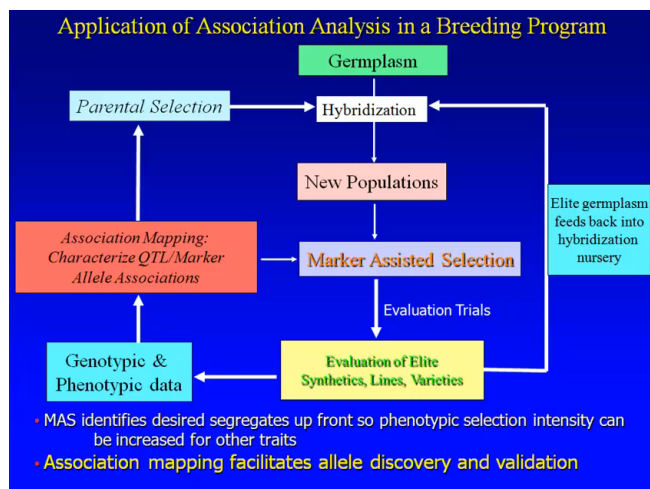 Application of Association Analysis in a Breeding Program
Germplasm
Parental Selection
Hybridization
New Populations
Elite germplasm
feeds back into
hybridization
nursery
Association Mapping:
Characterize QTL/Marker
Allele Associations
Marker Assisted Selection
Evaluation Trials
Genotypic &
Phenotypic data
Evaluation of Elite
Synthetics, Lines, Varieties
• MAS identifies desired segregates up front so phenotypic selection intensity can
be increased for other traits
• Association mapping facilitates allele discovery and validation